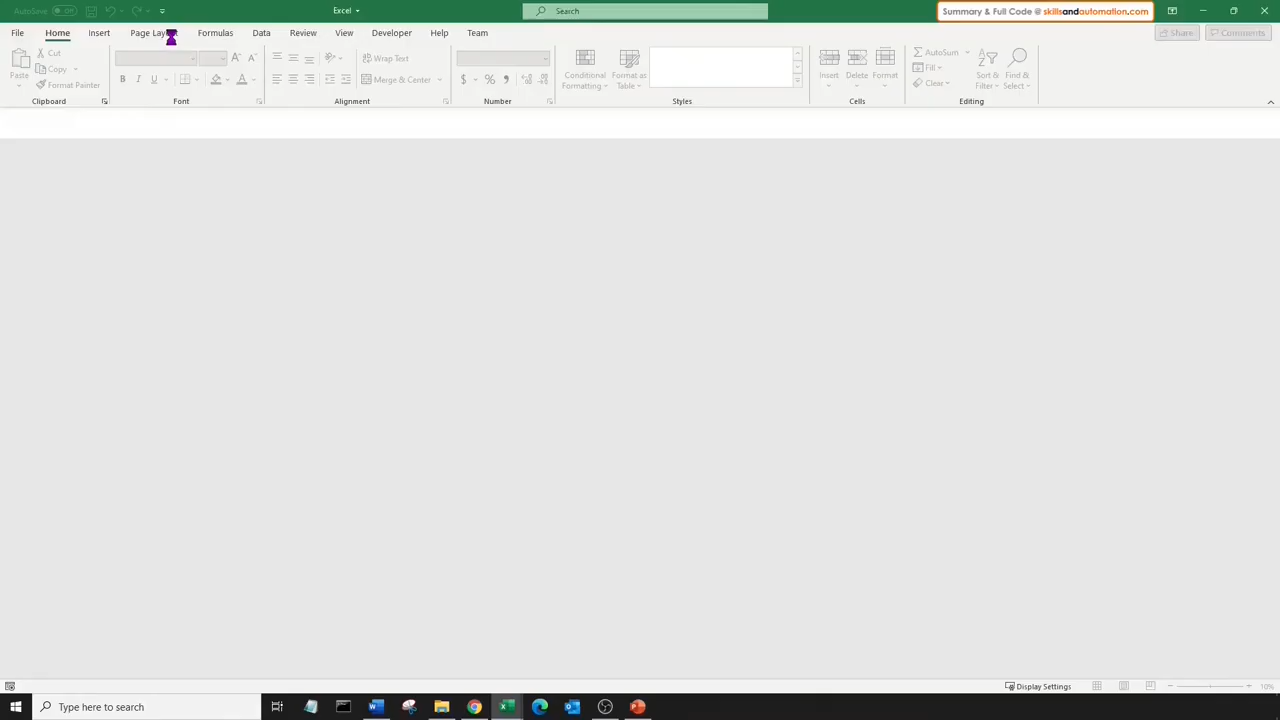 AutoSave Off
Excel
Search
Summary & Full Code @ skillsandautomation.com
File Home Insert Page Layout Formulas Data Review View Developer Help Team
Share Comments
Paste
Cut
Copy
Format Painter
Clipboard
B I U
A
Font
Wrap Text
Merge & Center
Alignment
$ % ,
Number
Conditional Formatting
Format as Table
Styles
Insert Delete Format
Cells
AutoSum
Fill
Clear
Sort & Filter
Find & Select
Editing
Display Settings
10%
Type here to search